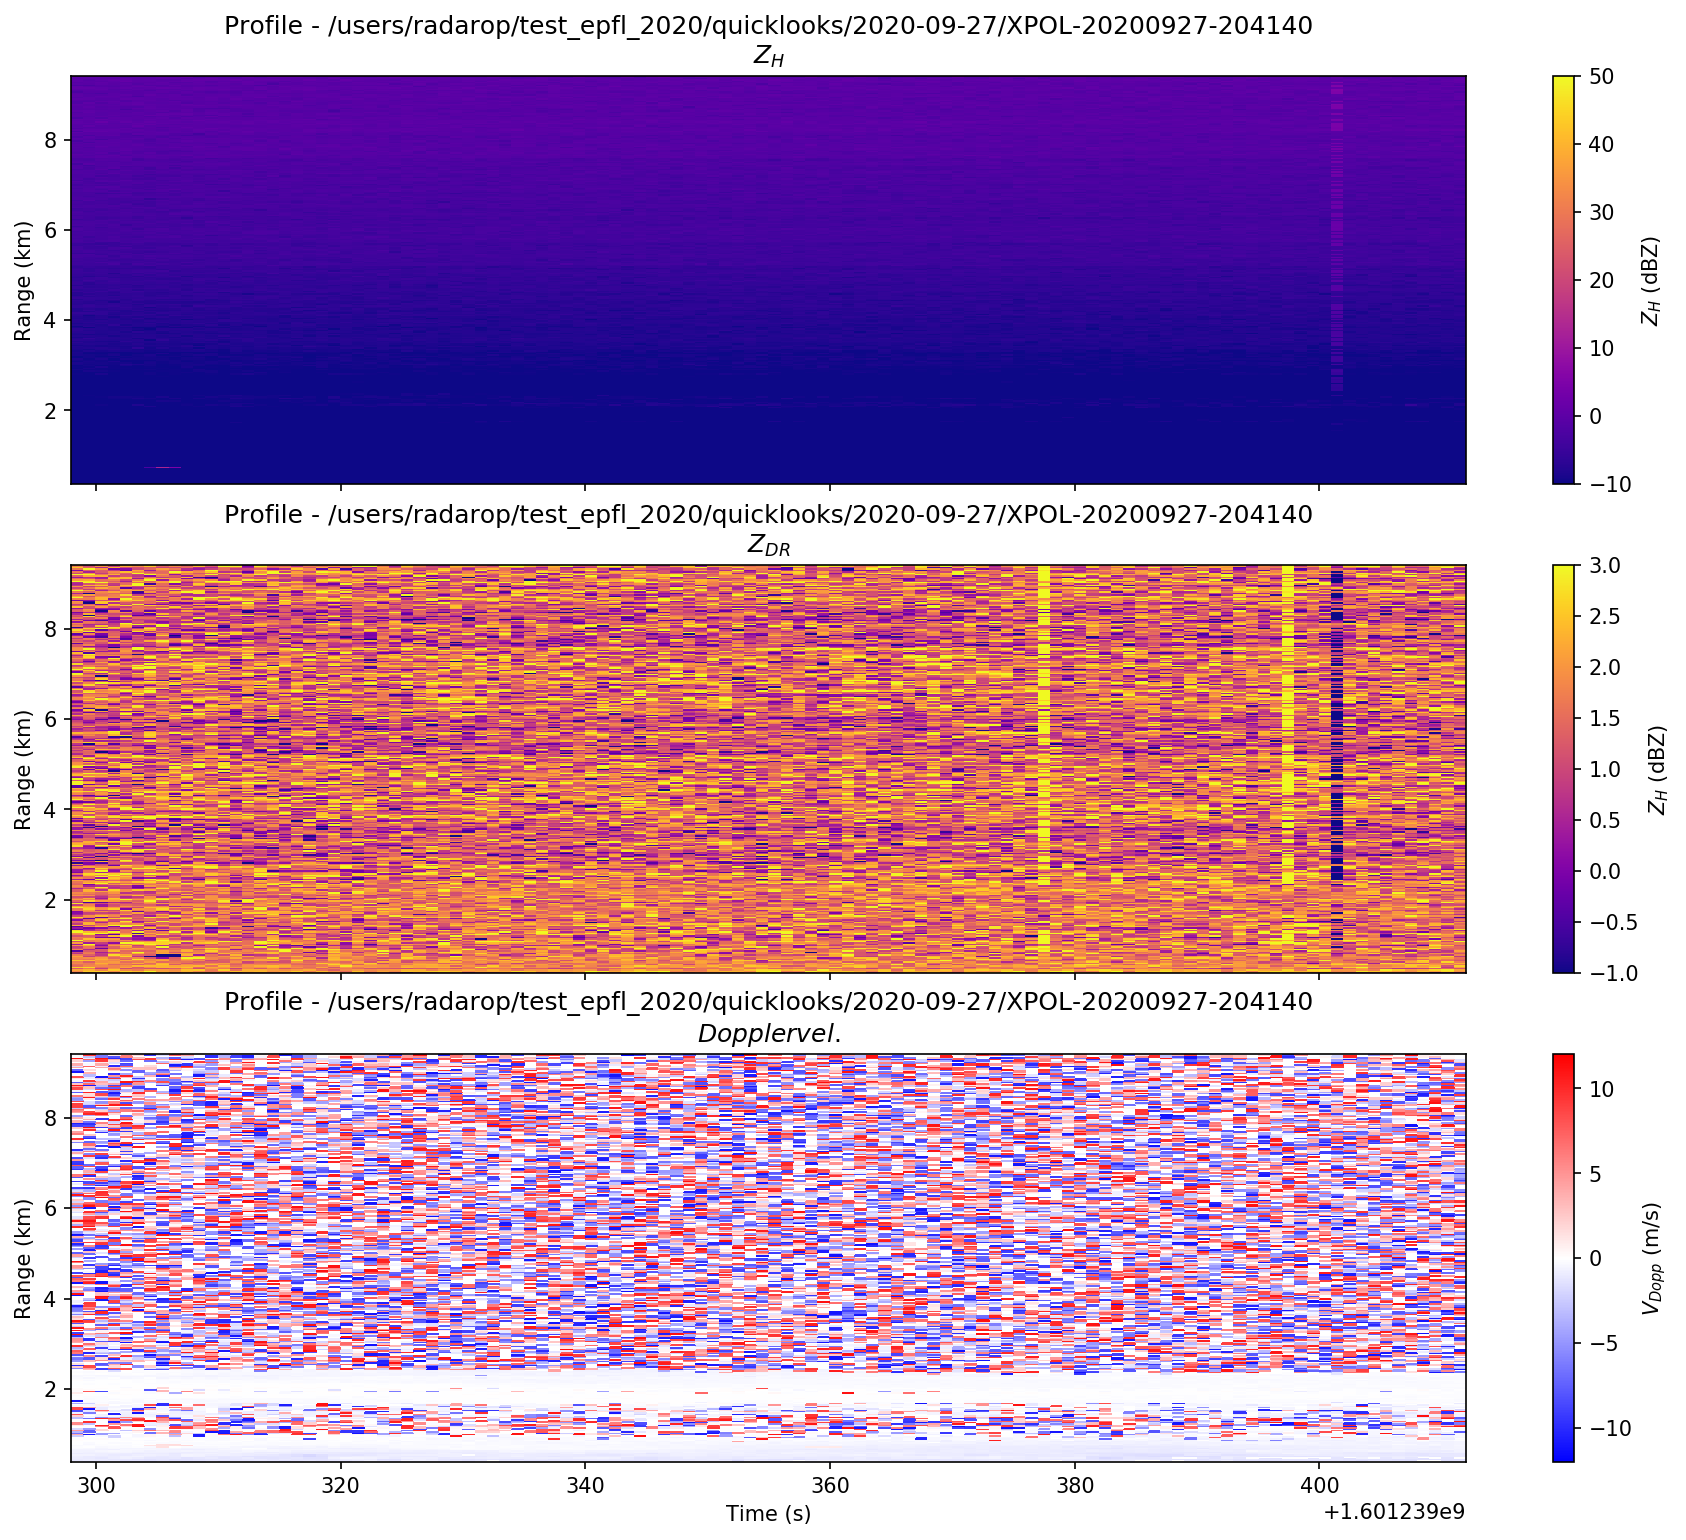 Profile - /users/radarop/test_epfl_2020/quicklooks/2020-09-27/XPOL-20200927-204140
Z_H
8
6
4
2
Range (km)
50
40
30
20
10
0
−10
Z_H (dBZ)
Profile - /users/radarop/test_epfl_2020/quicklooks/2020-09-27/XPOL-20200927-204140
Z_DR
8
6
4
2
Range (km)
3.0
2.5
2.0
1.5
1.0
0.5
0.0
−0.5
−1.0
Z_H (dBZ)
Profile - /users/radarop/test_epfl_2020/quicklooks/2020-09-27/XPOL-20200927-204140
Dopplervel.
8
6
4
2
Range (km)
10
5
0
−5
−10
V_Dopp (m/s)
300 320 340 360 380 400
Time (s)
+1.601239e9